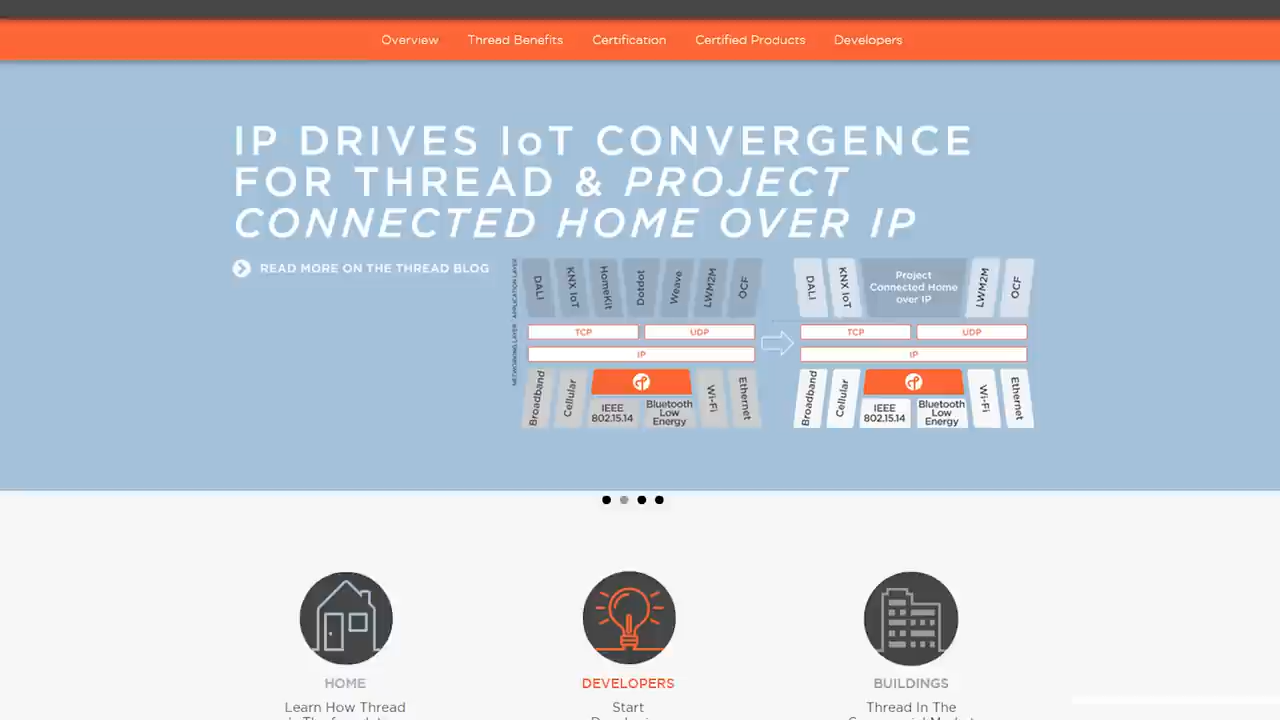 Overview Thread Benefits Certification Certified Products Developers
IP DRIVES IoT CONVERGENCE
FOR THREAD & PROJECT
CONNECTED HOME OVER IP
READ MORE ON THE THREAD BLOG
APPLICATION LAYER
DALI
KNX IoT
HomeKit
Dotdot
Weave
LWM2M
OCF
NETWORKING LAYER
TCP UDP
IP
Broadband
Cellular
IEEE
802.15.14
Bluetooth
Low
Energy
Wi-Fi
Ethernet
DALI
KNX IoT
Project
Connected Home
over IP
LWM2M
OCF
TCP UDP
IP
Broadband
Cellular
IEEE
802.15.14
Bluetooth
Low
Energy
Wi-Fi
Ethernet
HOME
Learn How Thread
DEVELOPERS
Start
BUILDINGS
Thread In The